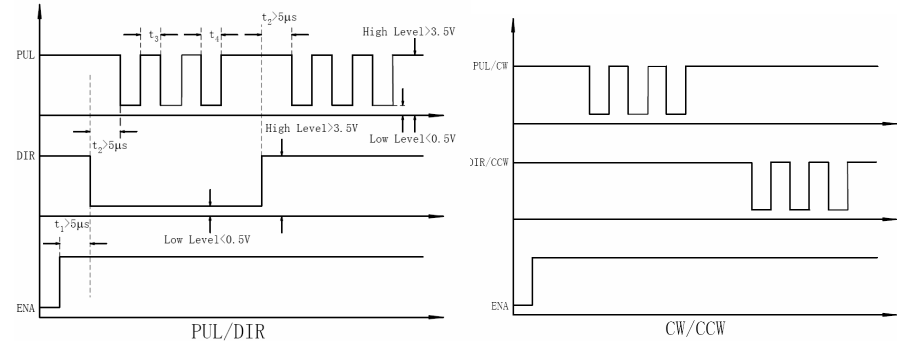 t₂>5μs
t₃
t₄
High Level>3.5V
PUL
Low Level<0.5V
t₂>5μs
High Level>3.5V
DIR
t₁>5μs
Low Level<0.5V
ENA
PUL/DIR
PUL/CW
DIR/CCW
ENA
CW/CCW